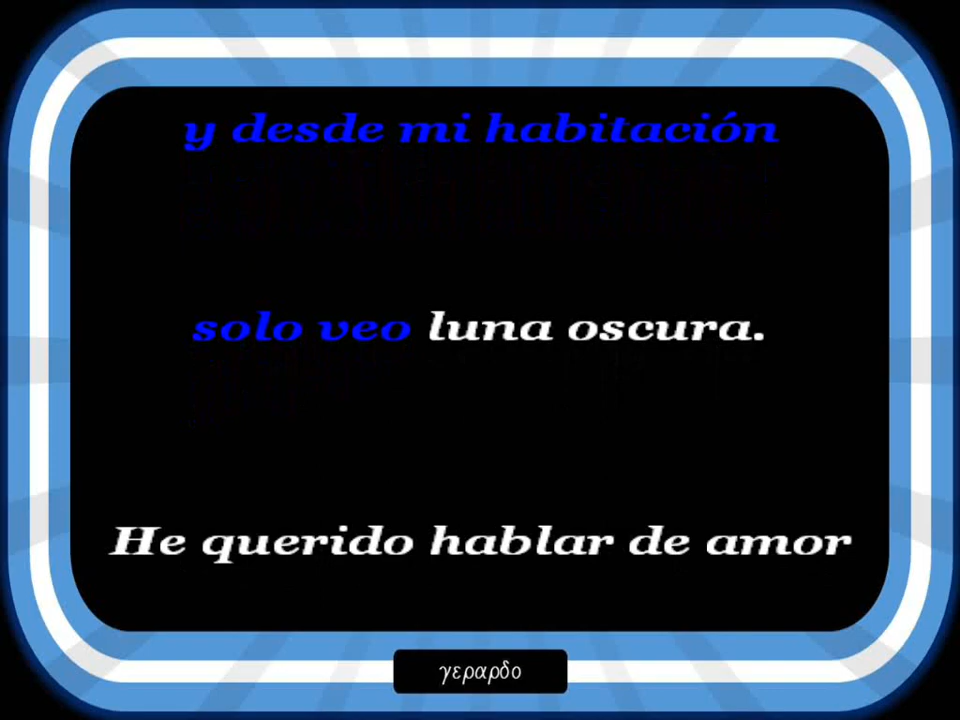 y desde mi habitación
solo veo luna oscura.
He querido hablar de amor
γεραρδο